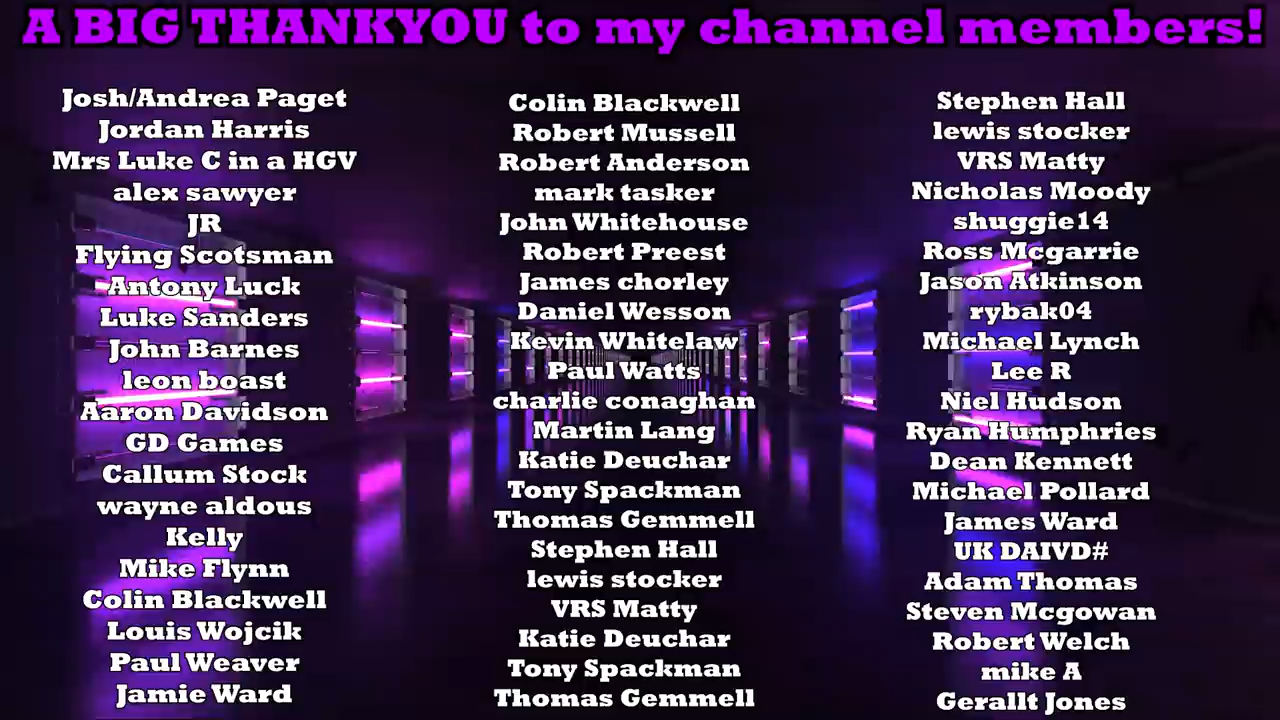 A BIG THANKYOU to my channel members!
Josh/Andrea Paget
Jordan Harris
Mrs Luke C in a HGV
alex sawyer
JR
Flying Scotsman
Antony Luck
Luke Sanders
John Barnes
leon boast
Aaron Davidson
GD Games
Callum Stock
wayne aldous
Kelly
Mike Flynn
Colin Blackwell
Louis Wojcik
Paul Weaver
Jamie Ward
Colin Blackwell
Robert Mussell
Robert Anderson
mark tasker
John Whitehouse
Robert Preest
James chorley
Daniel Wesson
Kevin Whitelaw
Paul Watts
charlie conaghan
Martin Lang
Katie Deuchar
Tony Spackman
Thomas Gemmell
Stephen Hall
lewis stocker
VRS Matty
Katie Deuchar
Tony Spackman
Thomas Gemmell
Stephen Hall
lewis stocker
VRS Matty
Nicholas Moody
shuggie14
Ross Mcgarrie
Jason Atkinson
rybak04
Michael Lynch
Lee R
Niel Hudson
Ryan Humphries
Dean Kennett
Michael Pollard
James Ward
UK DAIVD#
Adam Thomas
Steven Mcgowan
Robert Welch
mike A
Gerallt Jones